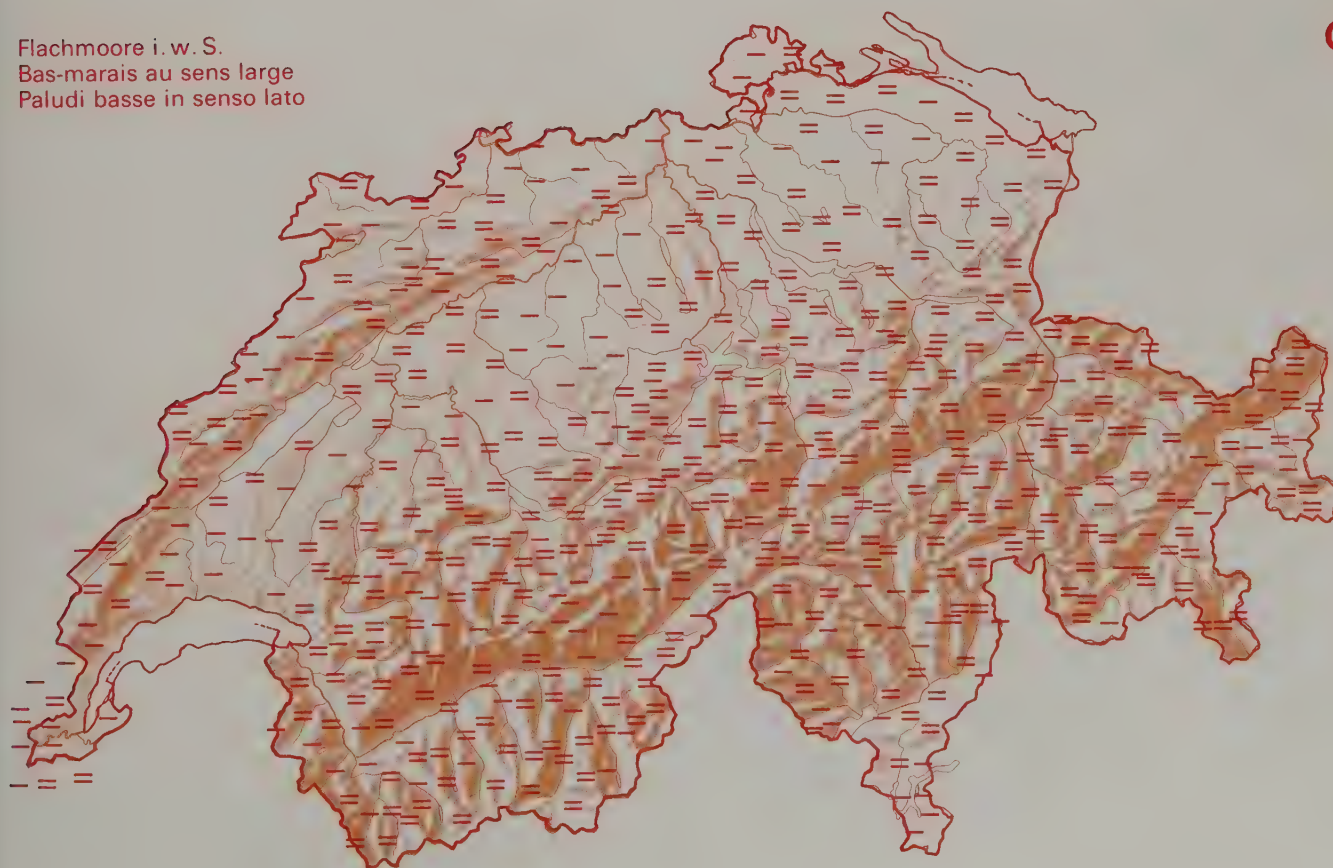 Flachmoore i. w. S.
Bas-marais au sens large
Paludi basse in senso lato